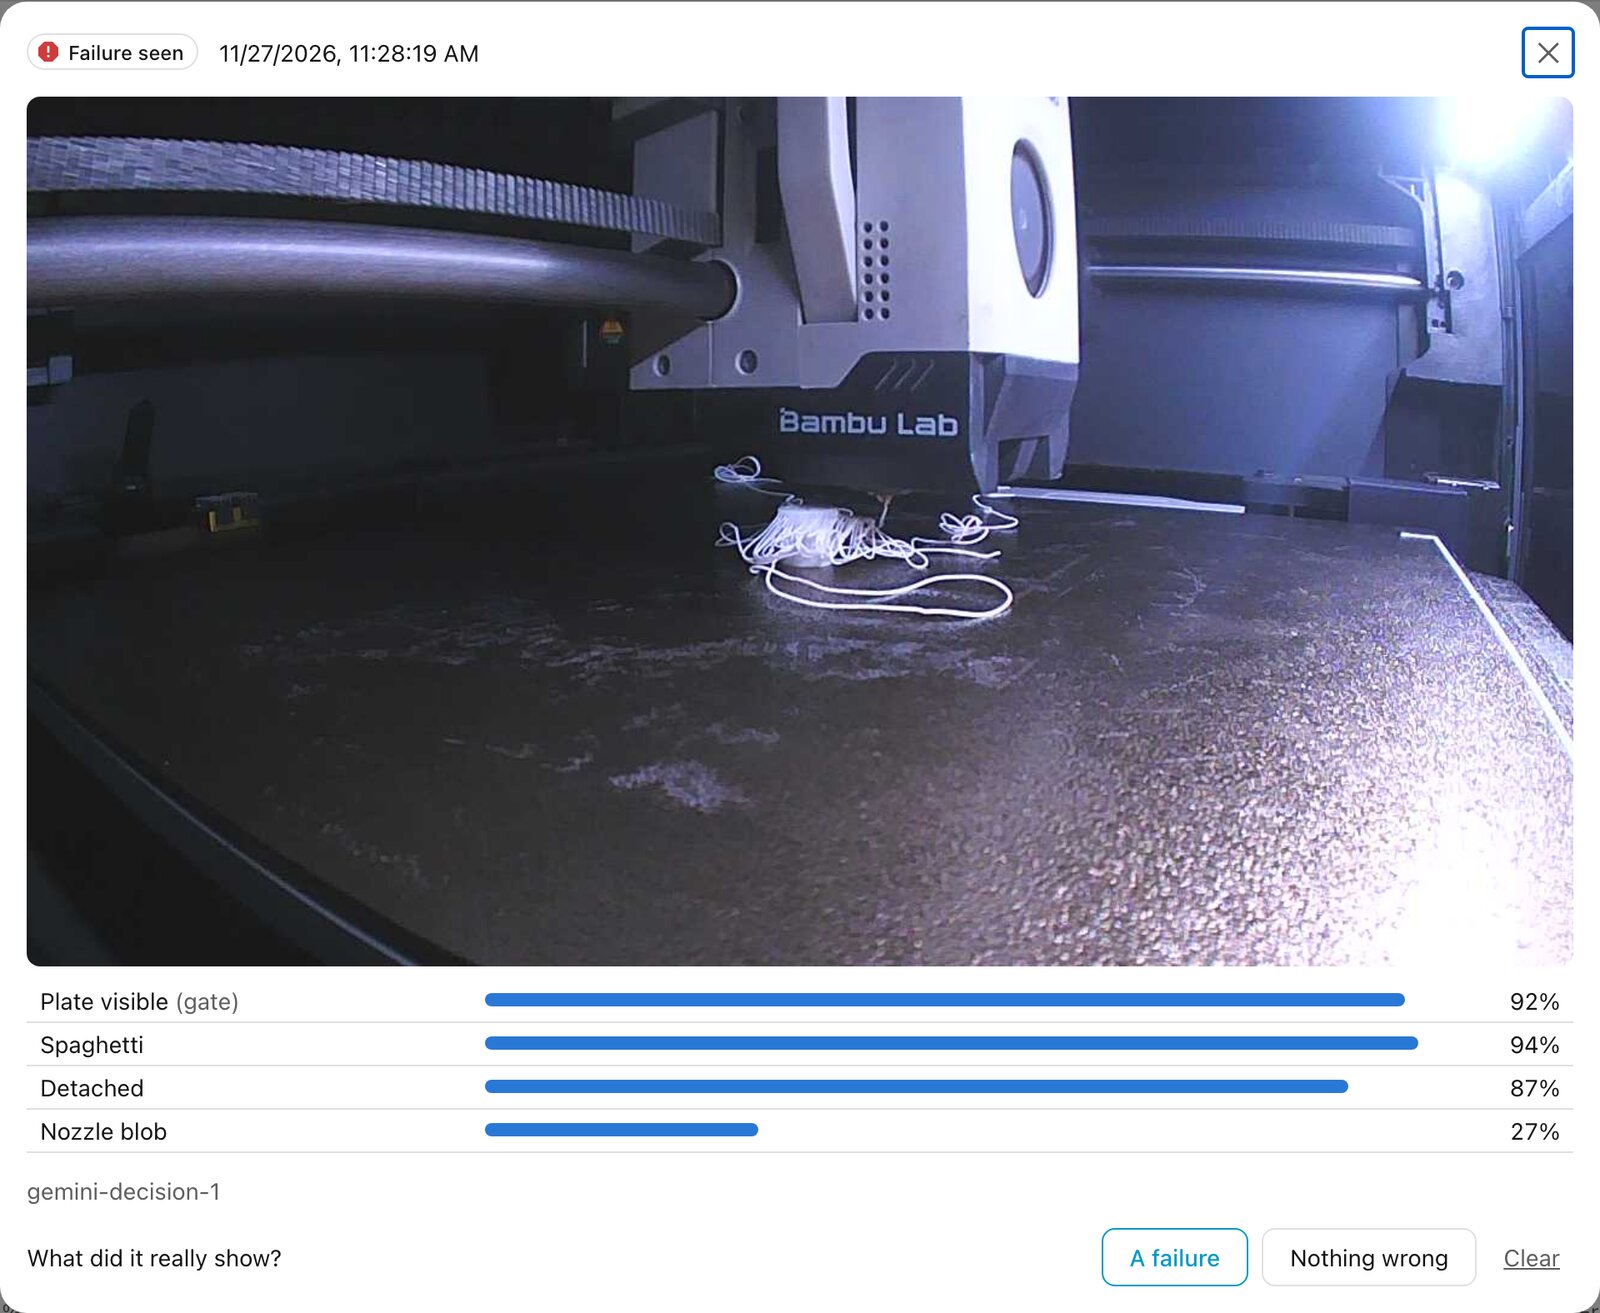 Failure seen
11/27/2026, 11:28:19 AM
Bambu Lab
Plate visible (gate) 92%
Spaghetti 94%
Detached 87%
Nozzle blob 27%
gemini-decision-1
What did it really show?
A failure
Nothing wrong
Clear